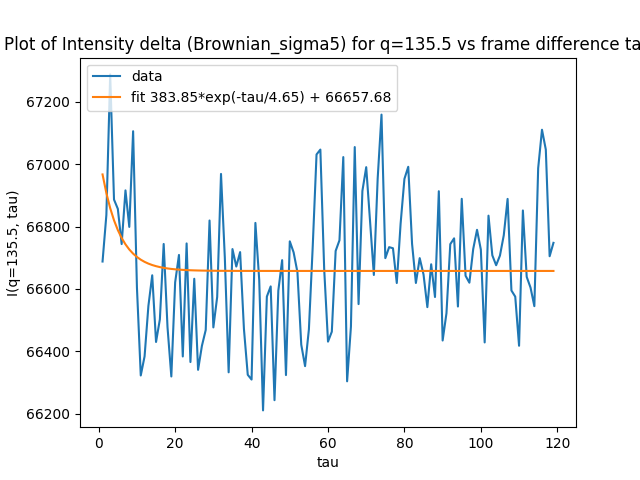 Plot of Intensity delta (Brownian_sigma5) for q=135.5 vs frame difference ta
data
fit 383.85*exp(-tau/4.65) + 66657.68
67200
67000
66800
66600
66400
66200
I(q=135.5, tau)
0 20 40 60 80 100 120
tau